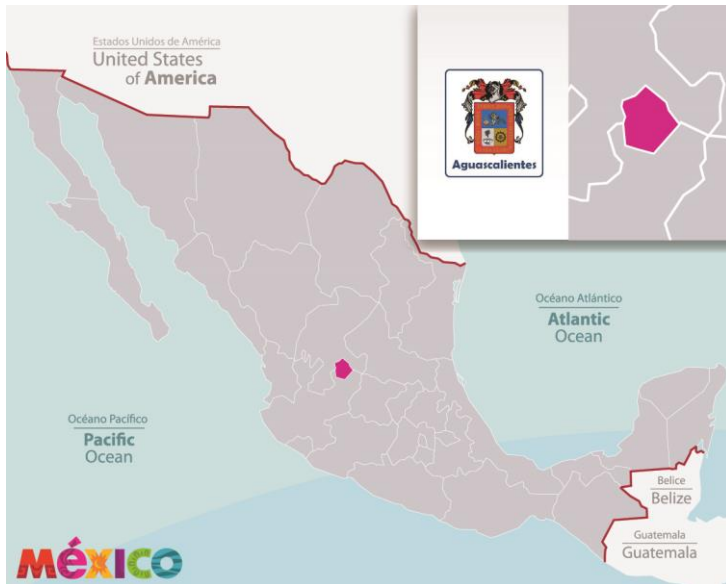 Estados Unidos de América
United States
of America
Aguascalientes
Océano Atlántico
Atlantic
Ocean
Océano Pacífico
Pacific
Ocean
Belice
Belize
Guatemala
Guatemala
México